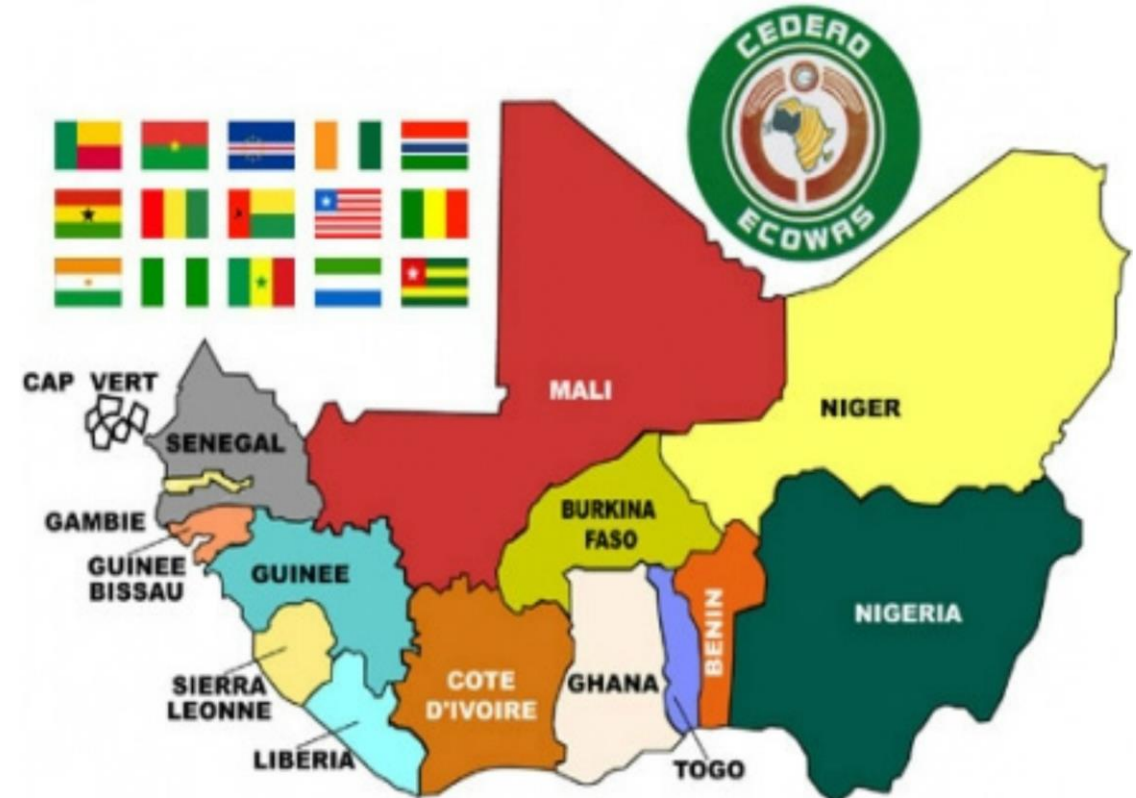 CEDEAO
ECOWAS
CAP VERT
SENEGAL
MALI
NIGER
GAMBIE
GUINEE
BISSAU
GUINEE
BURKINA
FASO
NIGERIA
SIERRA
LEONNE
LIBERIA
COTE
D'IVOIRE
GHANA
BENIN
TOGO